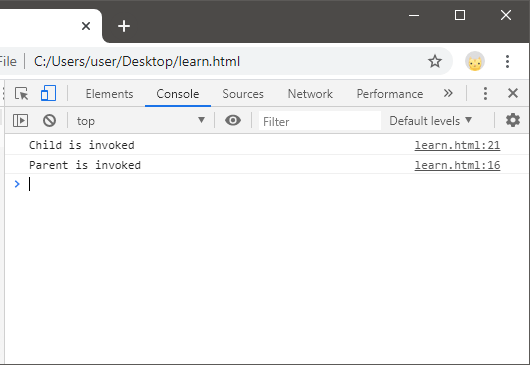 File C:/Users/user/Desktop/learn.html
Elements Console Sources Network Performance
top Filter Default levels
Child is invoked learn.html:21
Parent is invoked learn.html:16